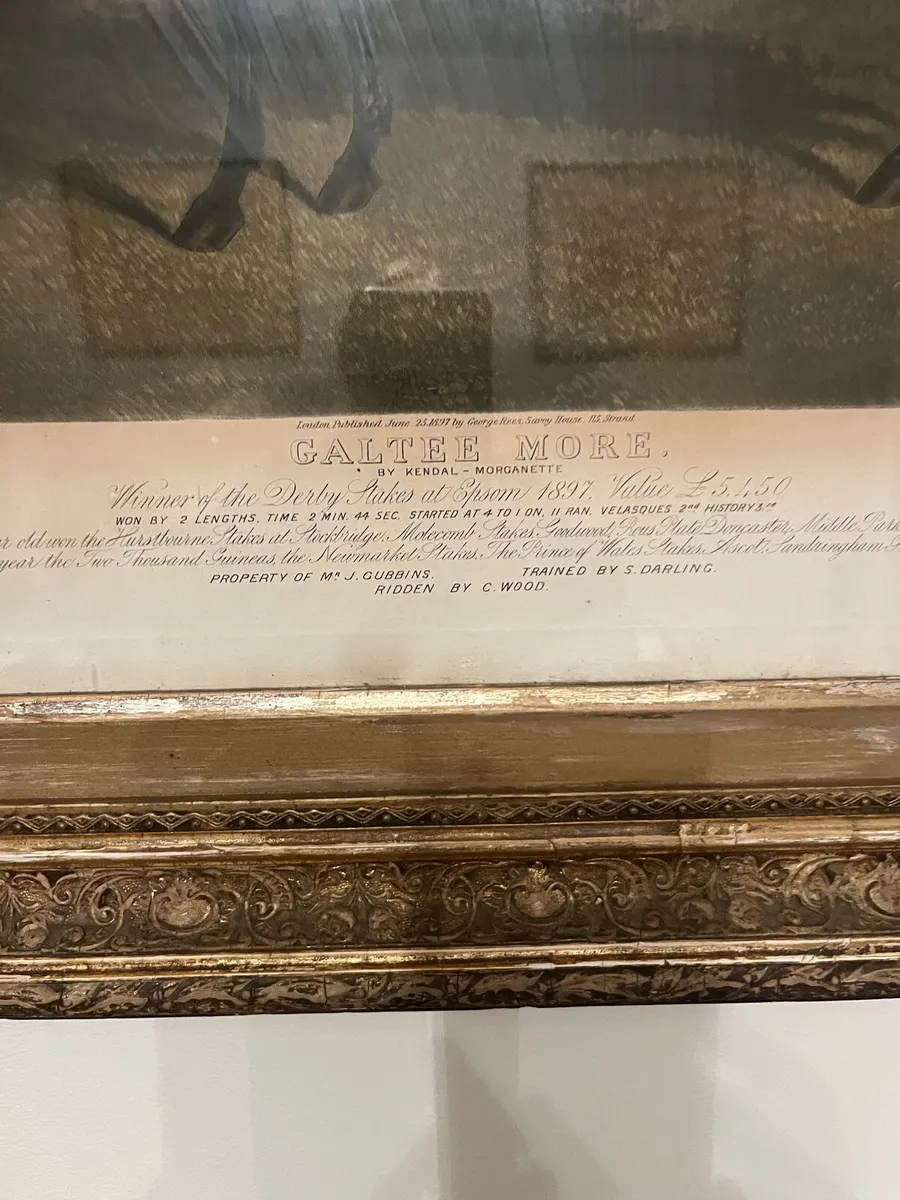 London, Published June 25, 1897 by George Rees, Savoy House, 115, Strand
GALTEE MORE.
BY KENDAL - MORGANETTE
Winner of the Derby Stakes at Epsom 1897. Value £5,450
WON BY 2 LENGTHS, TIME 2 MIN. 44 SEC. STARTED AT 4 TO 1 ON, 11 RAN. VELASQUES 2nd HISTORY 3rd
r old won the Hurstbourne Stakes at Stockbridge, Molecomb Stakes Goodwood, Rous Plate Doncaster, Middle Park
year the Two Thousand Guineas, the Newmarket Stakes, The Prince of Wales Stakes, Ascot, Sandringham G
PROPERTY OF Mr J. GUBBINS. TRAINED BY S. DARLING.
RIDDEN BY C. WOOD.